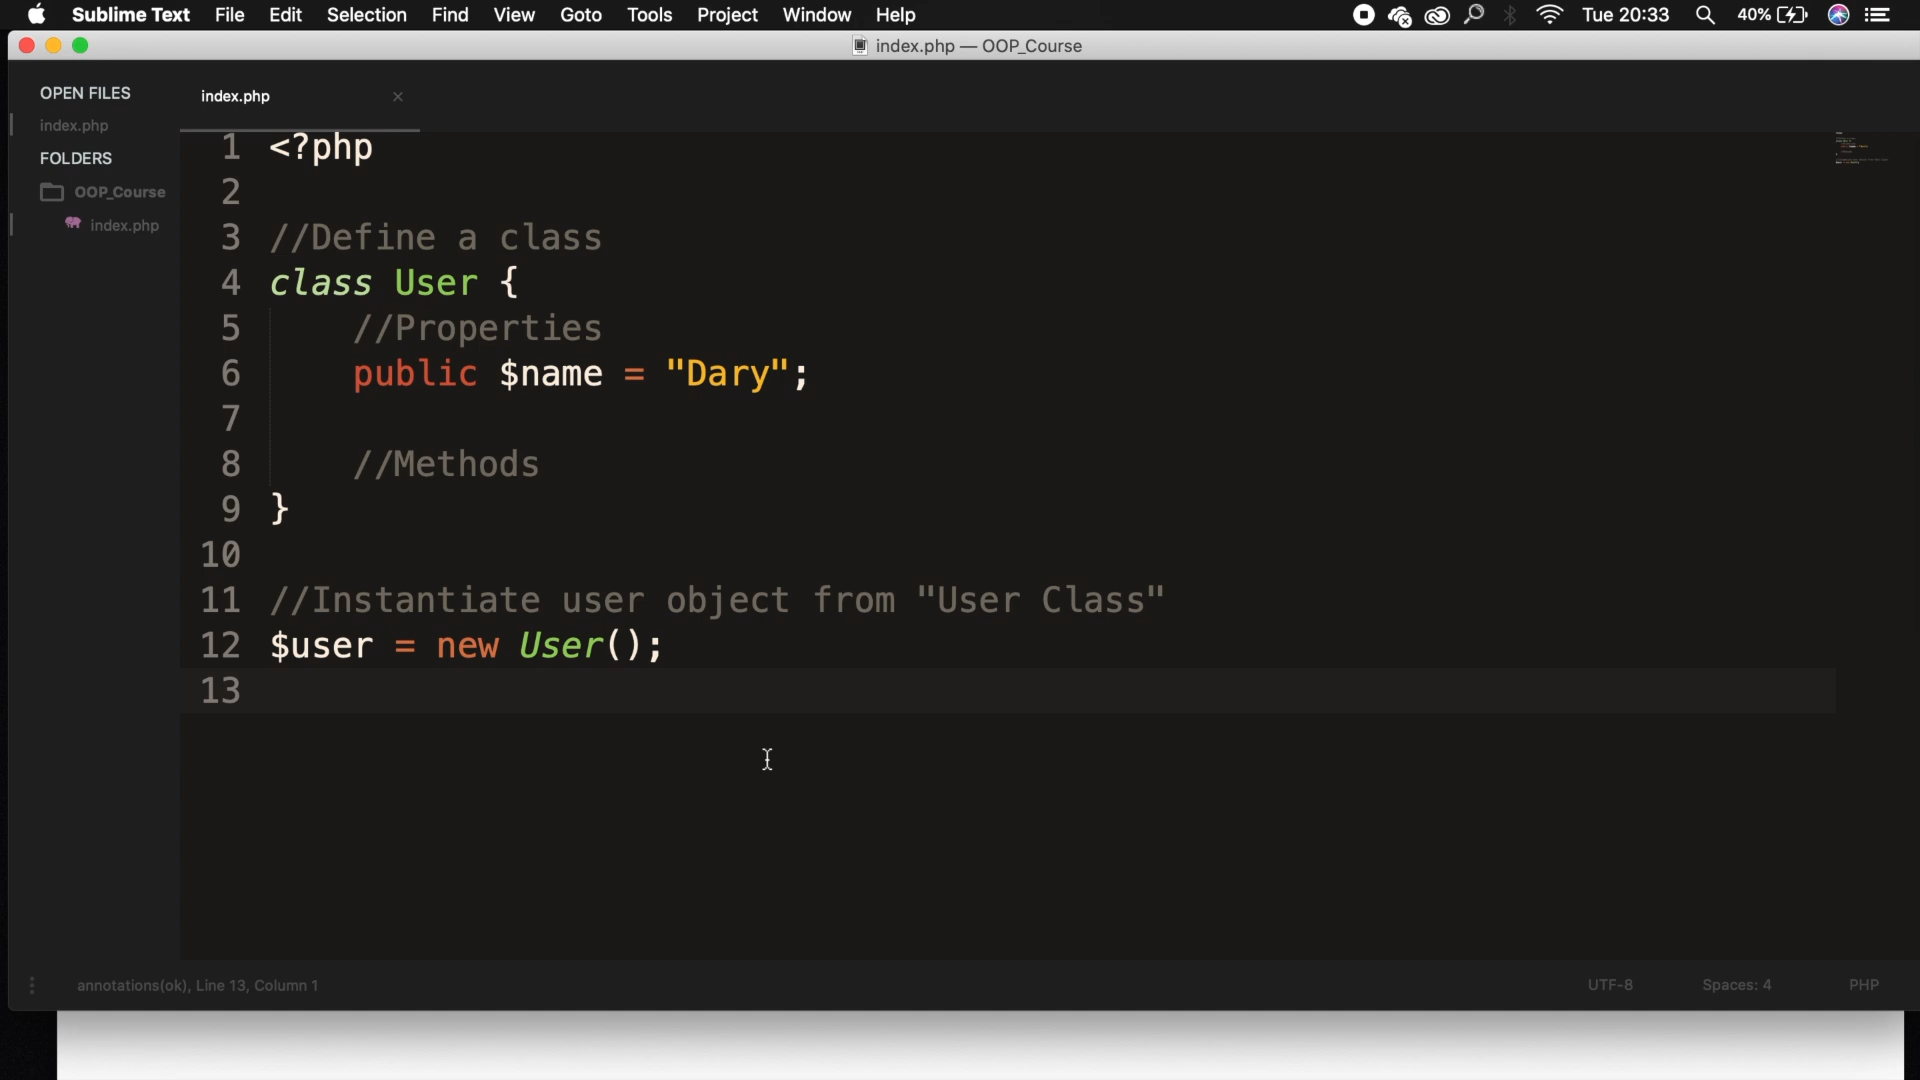 Sublime Text File Edit Selection Find View Goto Tools Project Window Help Tue 20:33 40%
index.php — OOP_Course
OPEN FILES
index.php
FOLDERS
OOP_Course
index.php
index.php ×
1 <?php
2
3 //Define a class
4 class User {
5     //Properties
6     public $name = "Dary";
7
8     //Methods
9 }
10
11 //Instantiate user object from "User Class"
12 $user = new User();
13
annotations(ok), Line 13, Column 1 UTF-8 Spaces: 4 PHP